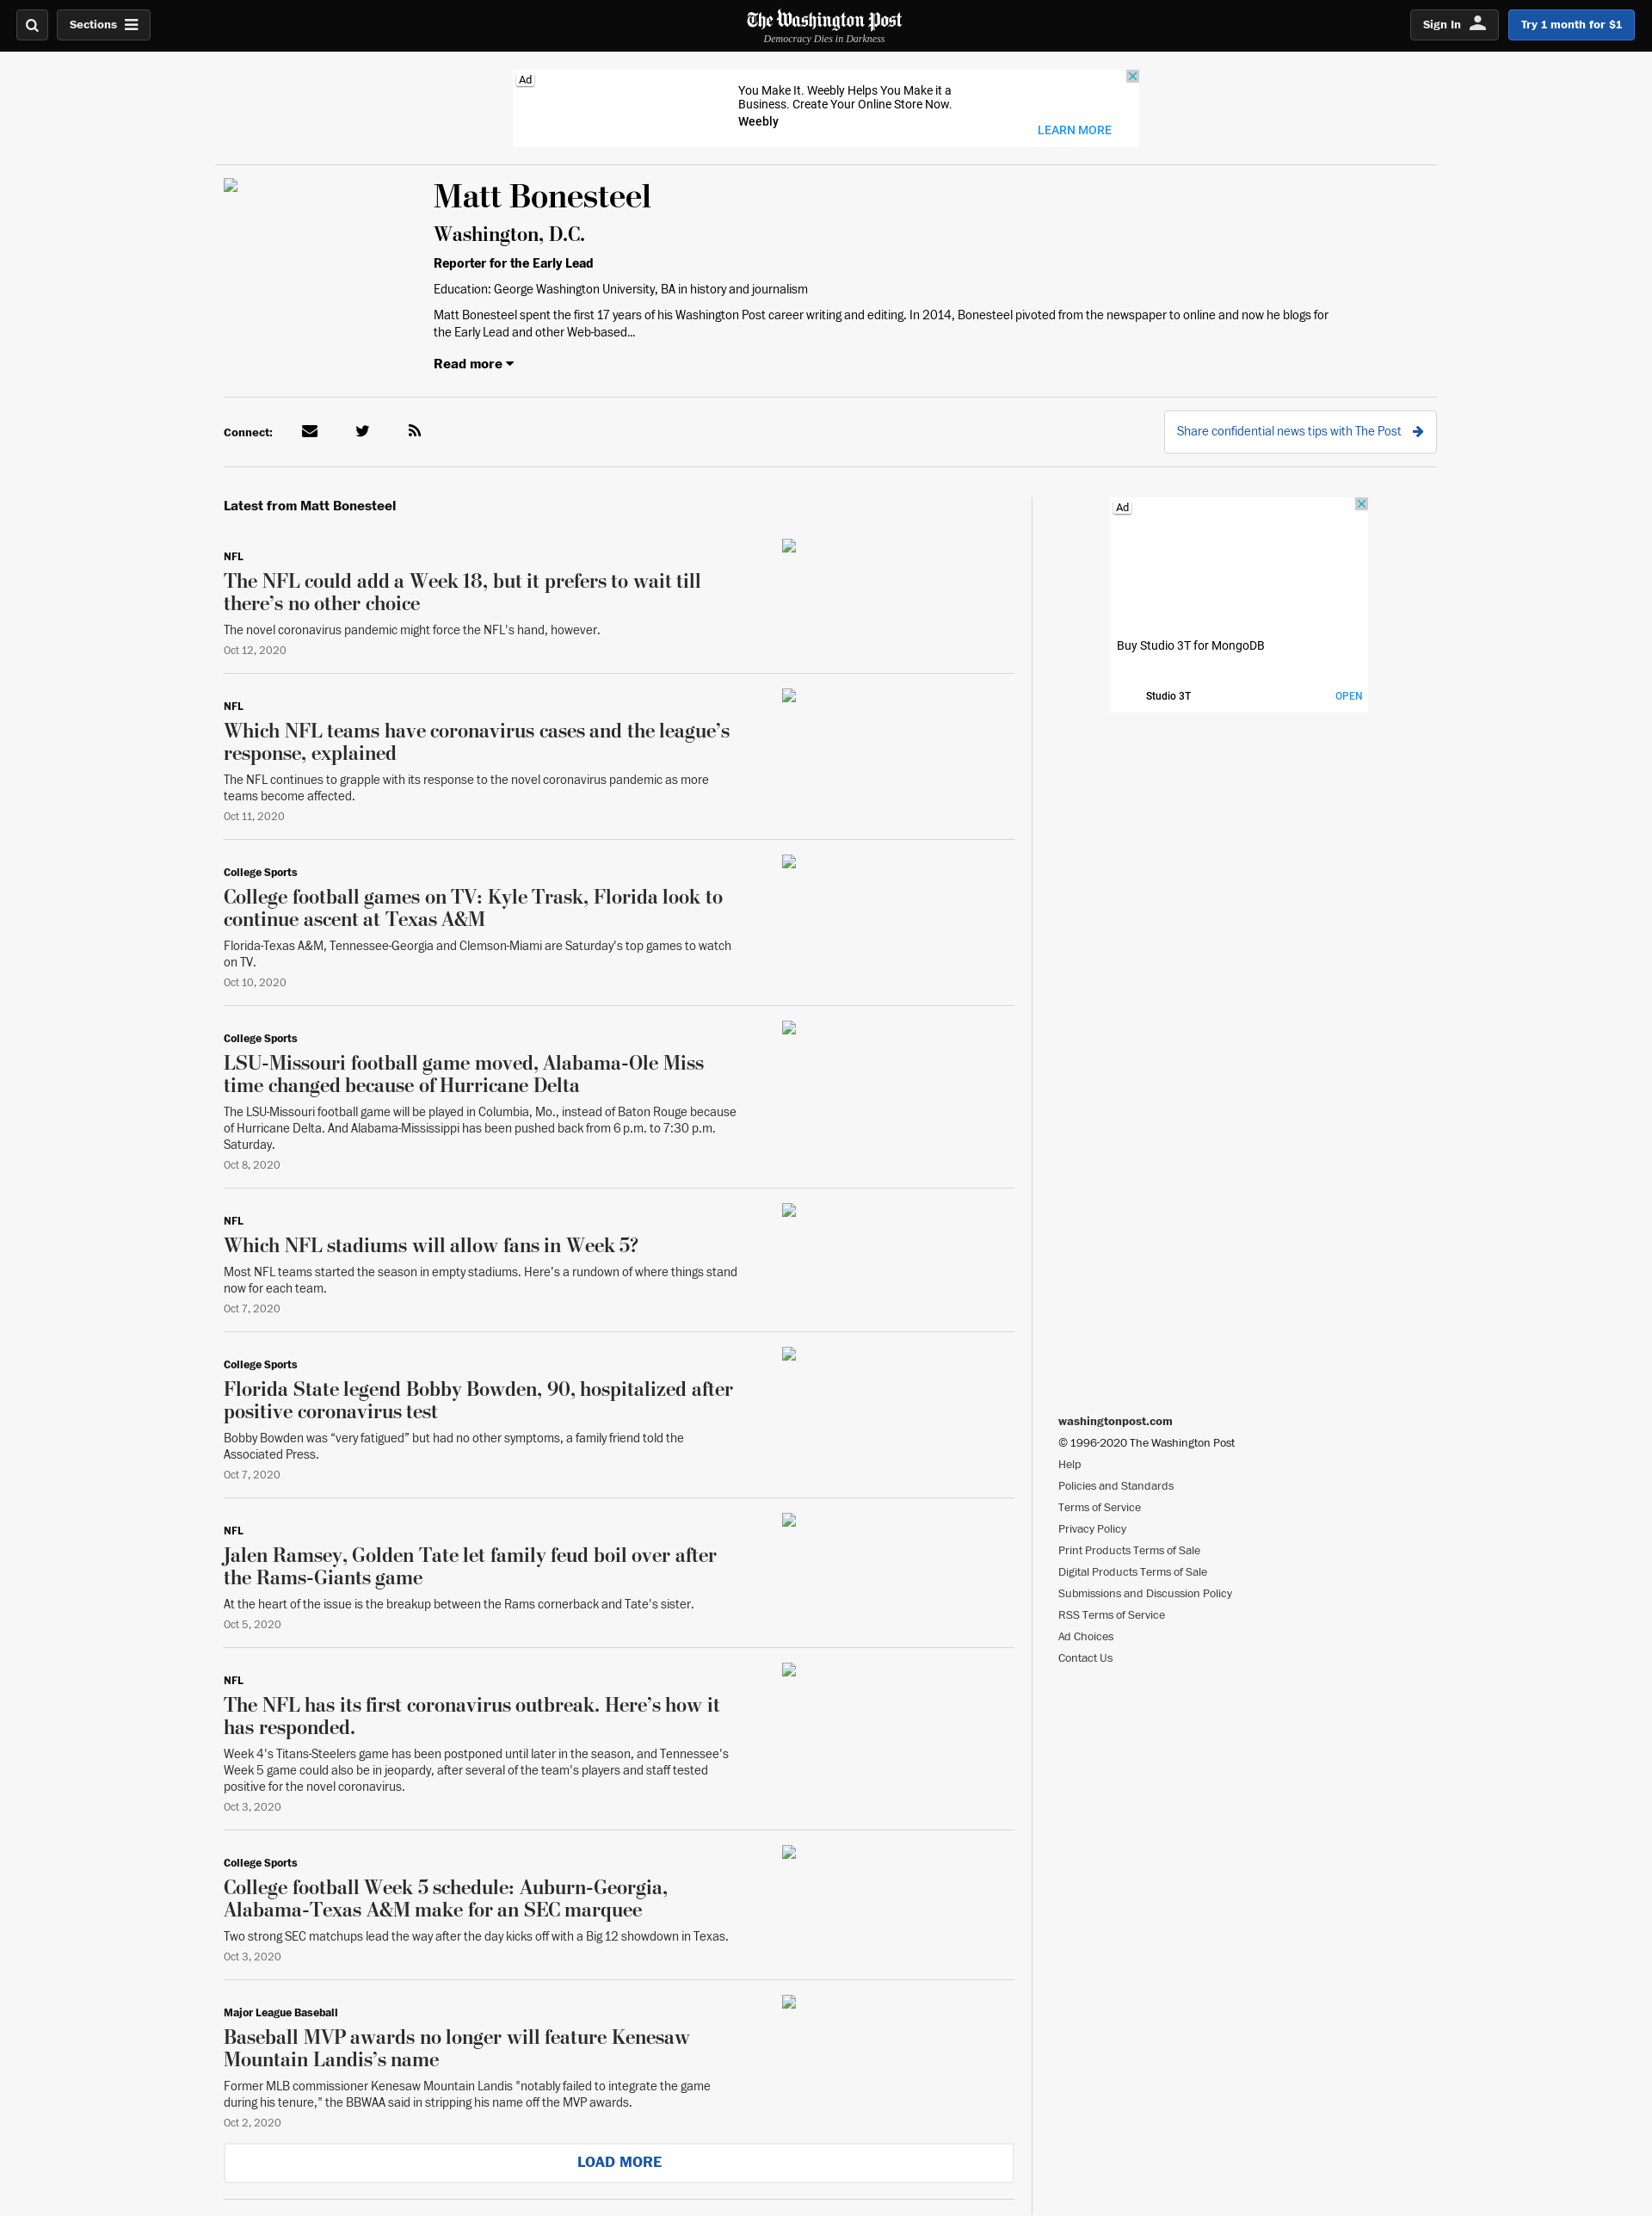 Sections
The Washington Post
Democracy Dies in Darkness
Sign In
Try 1 month for $1
Ad
You Make It. Weebly Helps You Make it a
Business. Create Your Online Store Now.
Weebly
LEARN MORE
Matt Bonesteel
Washington, D.C.
Reporter for the Early Lead
Education: George Washington University, BA in history and journalism
Matt Bonesteel spent the first 17 years of his Washington Post career writing and editing. In 2014, Bonesteel pivoted from the newspaper to online and now he blogs for
the Early Lead and other Web-based...
Read more
Connect:
Share confidential news tips with The Post
Latest from Matt Bonesteel
NFL
The NFL could add a Week 18, but it prefers to wait till
there’s no other choice
The novel coronavirus pandemic might force the NFL's hand, however.
Oct 12, 2020
NFL
Which NFL teams have coronavirus cases and the league’s
response, explained
The NFL continues to grapple with its response to the novel coronavirus pandemic as more
teams become affected.
Oct 11, 2020
College Sports
College football games on TV: Kyle Trask, Florida look to
continue ascent at Texas A&M
Florida-Texas A&M, Tennessee-Georgia and Clemson-Miami are Saturday's top games to watch
on TV.
Oct 10, 2020
College Sports
LSU-Missouri football game moved, Alabama-Ole Miss
time changed because of Hurricane Delta
The LSU-Missouri football game will be played in Columbia, Mo., instead of Baton Rouge because
of Hurricane Delta. And Alabama-Mississippi has been pushed back from 6 p.m. to 7:30 p.m.
Saturday.
Oct 8, 2020
NFL
Which NFL stadiums will allow fans in Week 5?
Most NFL teams started the season in empty stadiums. Here’s a rundown of where things stand
now for each team.
Oct 7, 2020
College Sports
Florida State legend Bobby Bowden, 90, hospitalized after
positive coronavirus test
Bobby Bowden was “very fatigued” but had no other symptoms, a family friend told the
Associated Press.
Oct 7, 2020
NFL
Jalen Ramsey, Golden Tate let family feud boil over after
the Rams-Giants game
At the heart of the issue is the breakup between the Rams cornerback and Tate's sister.
Oct 5, 2020
NFL
The NFL has its first coronavirus outbreak. Here’s how it
has responded.
Week 4's Titans-Steelers game has been postponed until later in the season, and Tennessee's
Week 5 game could also be in jeopardy, after several of the team's players and staff tested
positive for the novel coronavirus.
Oct 3, 2020
College Sports
College football Week 5 schedule: Auburn-Georgia,
Alabama-Texas A&M make for an SEC marquee
Two strong SEC matchups lead the way after the day kicks off with a Big 12 showdown in Texas.
Oct 3, 2020
Major League Baseball
Baseball MVP awards no longer will feature Kenesaw
Mountain Landis’s name
Former MLB commissioner Kenesaw Mountain Landis "notably failed to integrate the game
during his tenure," the BBWAA said in stripping his name off the MVP awards.
Oct 2, 2020
LOAD MORE
Ad
Buy Studio 3T for MongoDB
Studio 3T
OPEN
washingtonpost.com
© 1996-2020 The Washington Post
Help
Policies and Standards
Terms of Service
Privacy Policy
Print Products Terms of Sale
Digital Products Terms of Sale
Submissions and Discussion Policy
RSS Terms of Service
Ad Choices
Contact Us